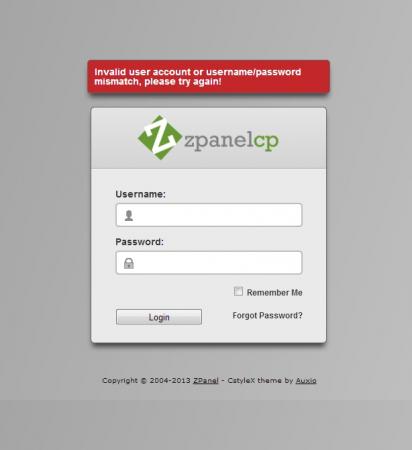 Invalid user account or username/password
mismatch, please try again!
Z zpanelcp
Username:
Password:
Remember Me
Login
Forgot Password?
Copyright © 2004-2013 ZPanel - CstyleX theme by Auxio